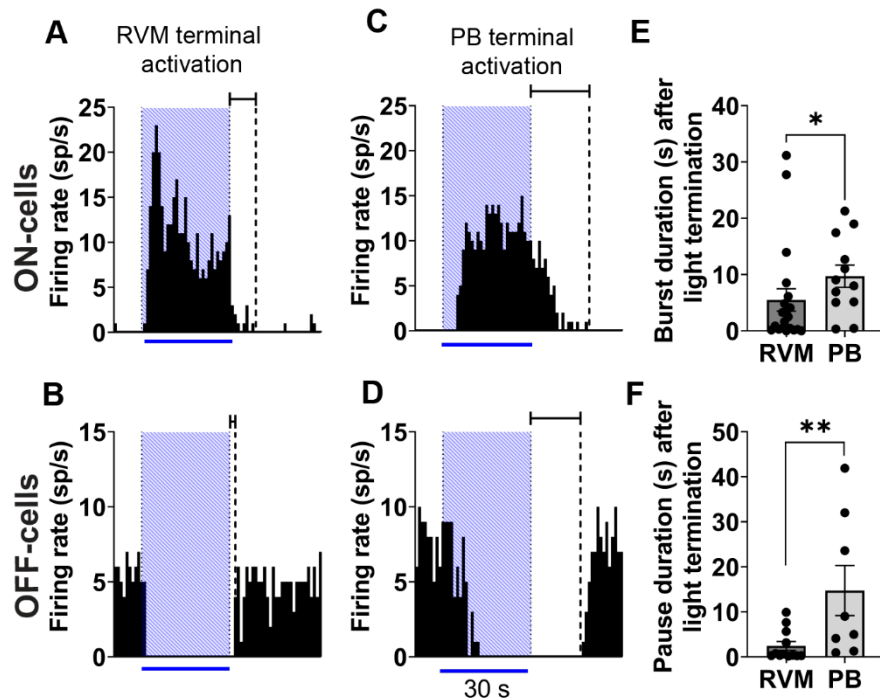 A
RVM terminal
activation
ON-cells
Firing rate (sp/s)
25
20
15
10
5
0
C
PB terminal
activation
Firing rate (sp/s)
25
20
15
10
5
0
E
Burst duration (s) after
light termination
40
30
20
10
0
*
RVM
PB
B
OFF-cells
Firing rate (sp/s)
15
10
5
0
D
Firing rate (sp/s)
15
10
5
0
30 s
F
Pause duration (s) after
light termination
50
40
30
20
10
0
**
RVM
PB